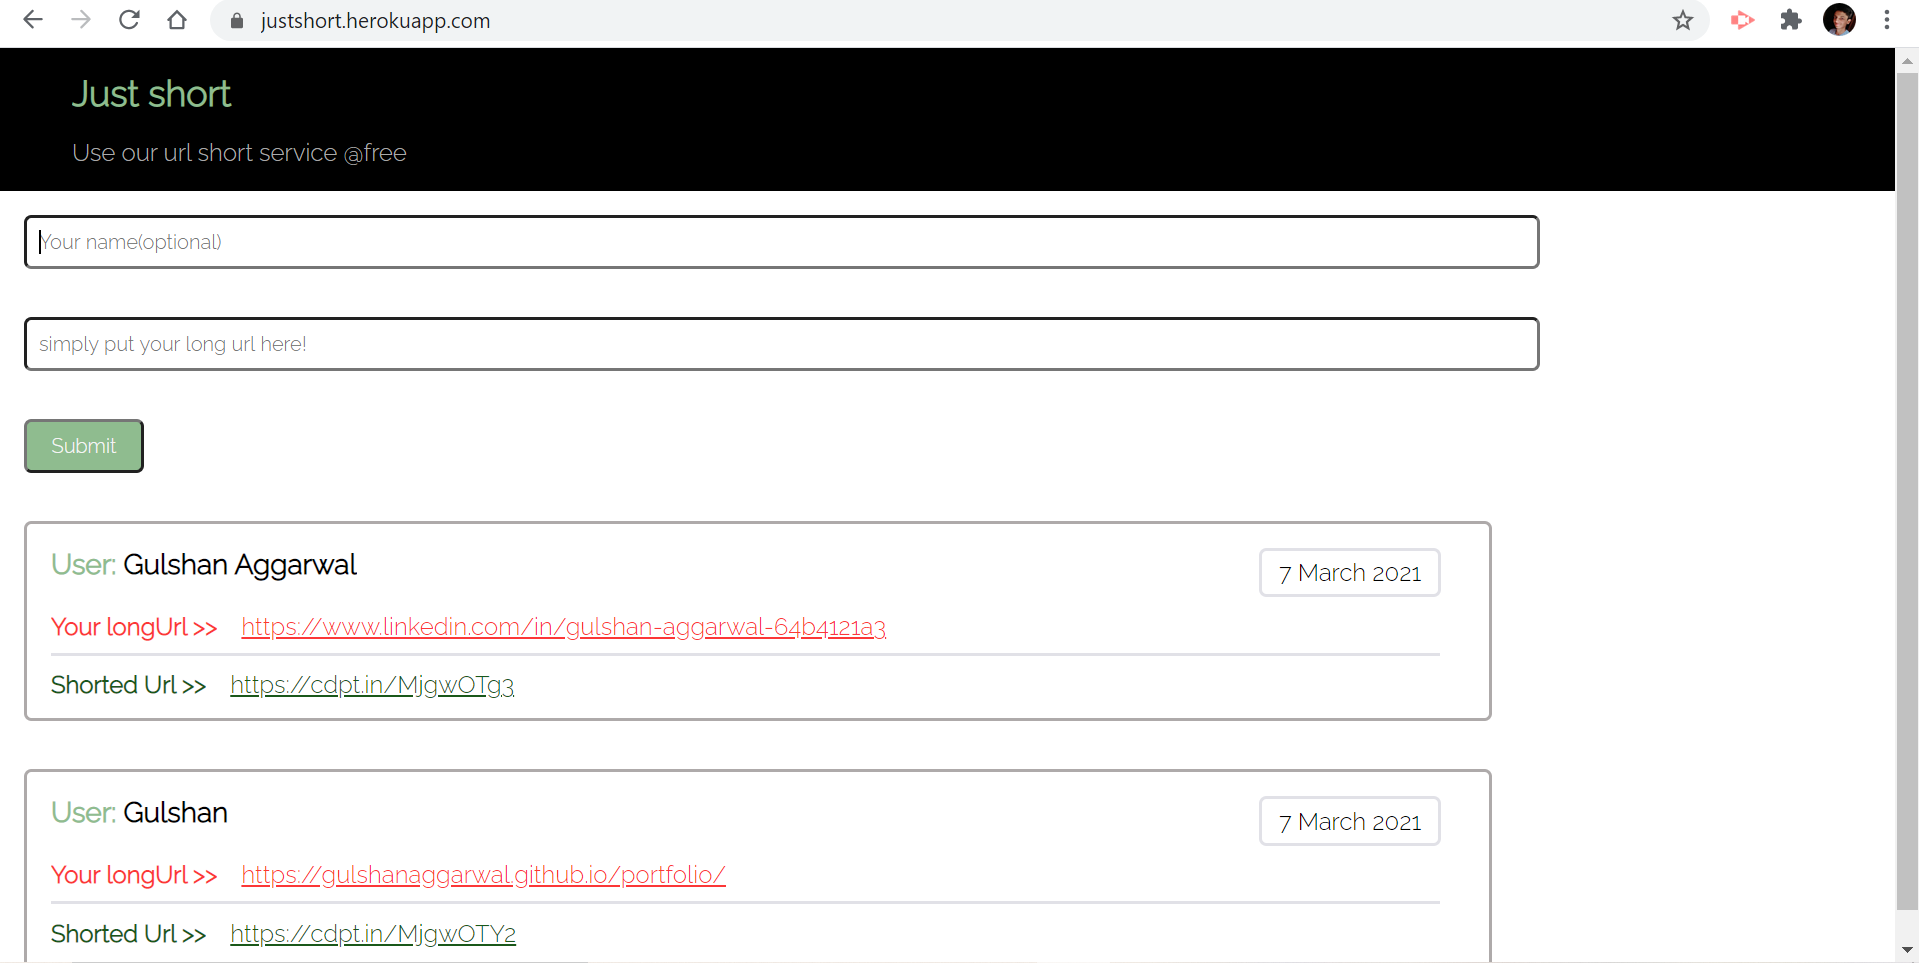 justshort.herokuapp.com
Just short
Use our url short service @free
Your name(optional)
simply put your long url here!
Submit
User: Gulshan Aggarwal
7 March 2021
Your longUrl >> https://www.linkedin.com/in/gulshan-aggarwal-64b4121a3
Shorted Url >> https://cdpt.in/MjgwOTg3
User: Gulshan
7 March 2021
Your longUrl >> https://gulshanaggarwal.github.io/portfolio/
Shorted Url >> https://cdpt.in/MjgwOTY2